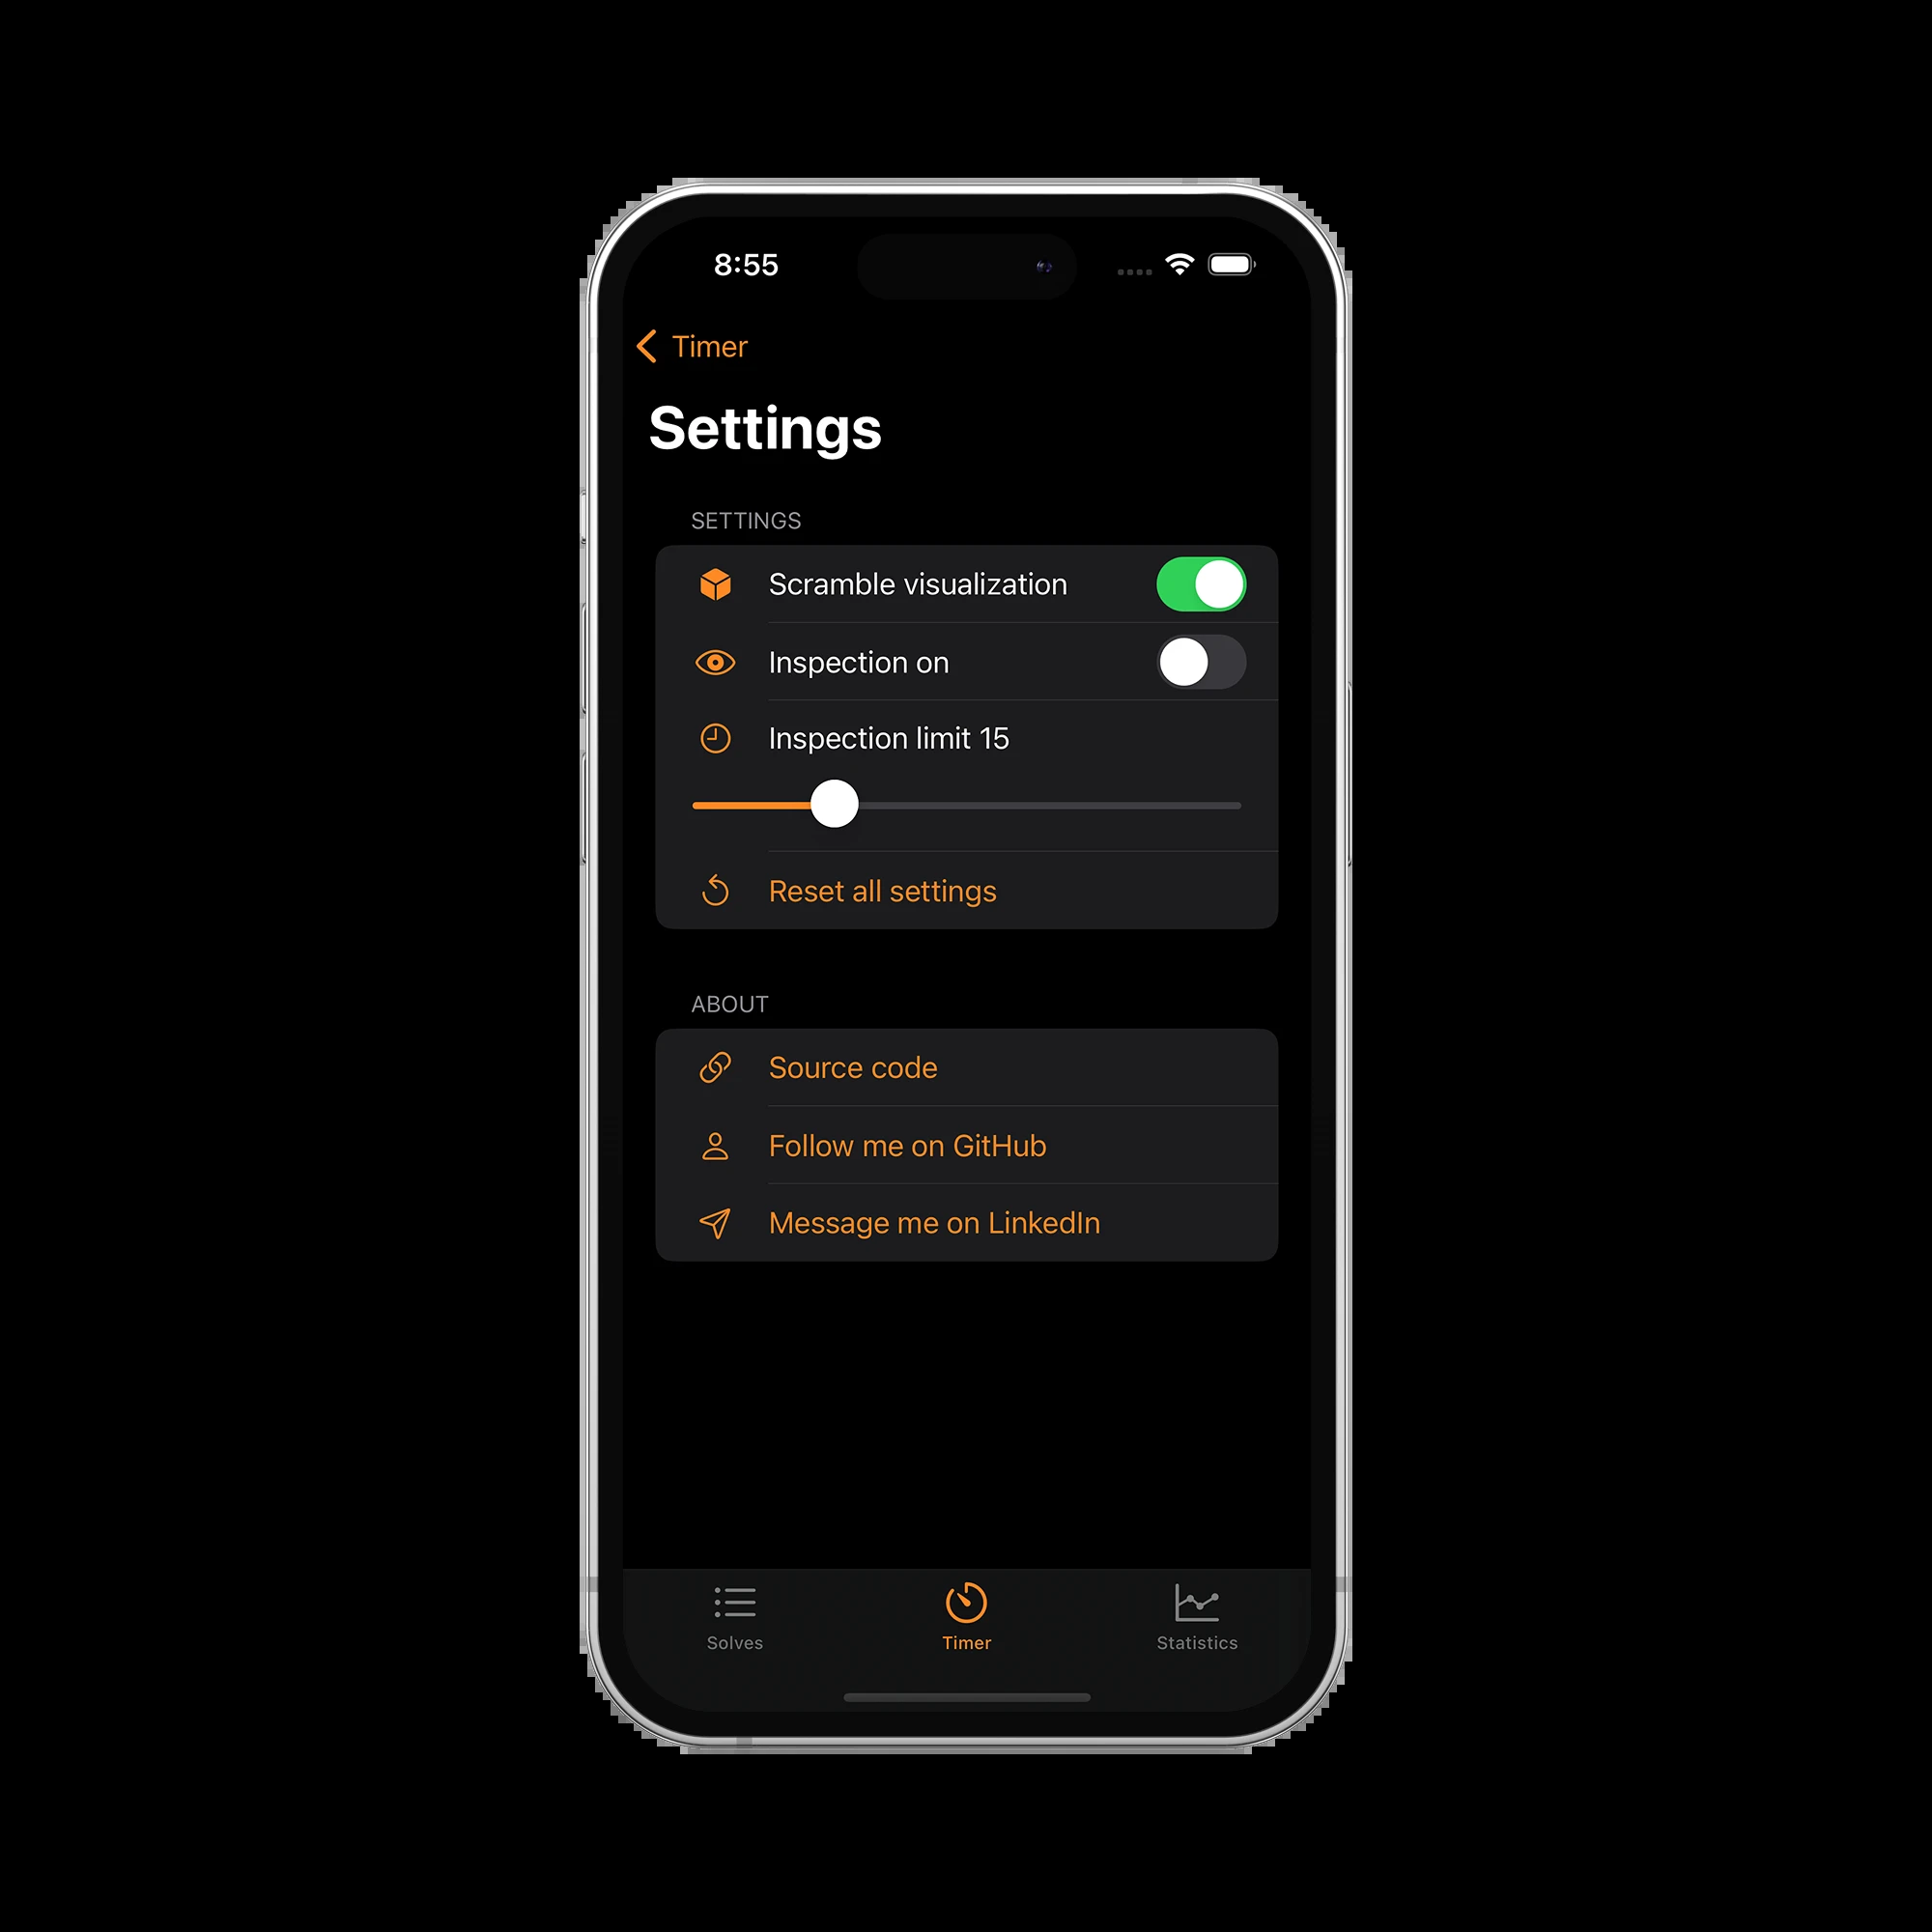 8:55
Timer
Settings
SETTINGS
Scramble visualization
Inspection on
Inspection limit 15
Reset all settings
ABOUT
Source code
Follow me on GitHub
Message me on LinkedIn
Solves
Timer
Statistics